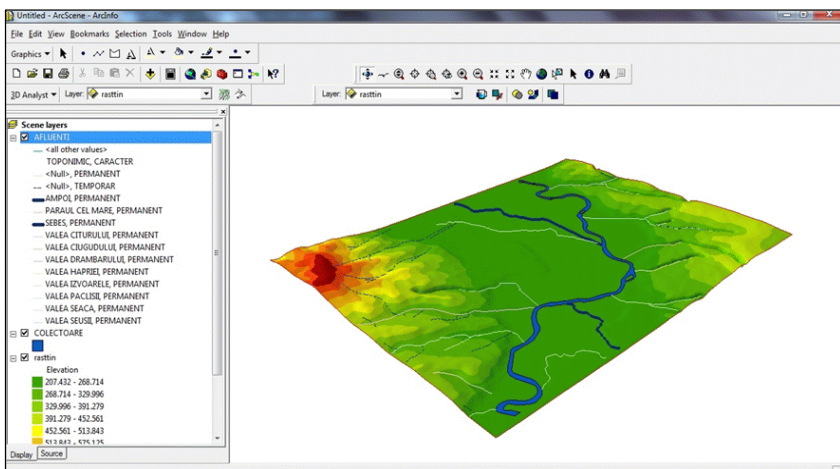 Untitled - ArcScene - ArcInfo
File Edit View Bookmarks Selection Tools Window Help
Graphics
3D Analyst Layer: rasttin Layer: rasttin
Scene layers
AFLUENTI
<all other values>
TOPONIMIC, CARACTER
<Null>, PERMANENT
<Null>, TEMPORAR
AMPOI, PERMANENT
PARAUL CEL MARE, PERMANENT
SEBES, PERMANENT
VALEA CITURULUI, PERMANENT
VALEA CIUGUDULUI, PERMANENT
VALEA DRAMBARULUI, PERMANENT
VALEA HAPRIEI, PERMANENT
VALEA IZVOARELE, PERMANENT
VALEA PACLISII, PERMANENT
VALEA SEACA, PERMANENT
VALEA SEUSII, PERMANENT
COLECTOARE
rasttin
Elevation
207.432 - 268.714
268.714 - 329.996
329.996 - 391.279
391.279 - 452.561
452.561 - 513.843
513.843 - 575.125
Display Source